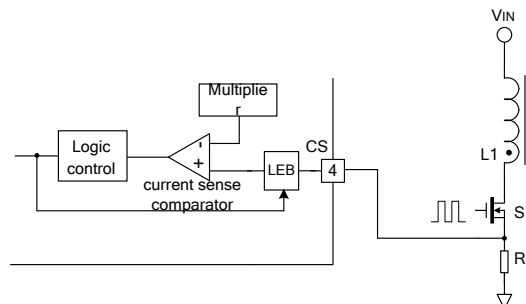 VIN
Multiplie
r
Logic
control
-
+
current sense
comparator
LEB
CS
4
L1
S
R